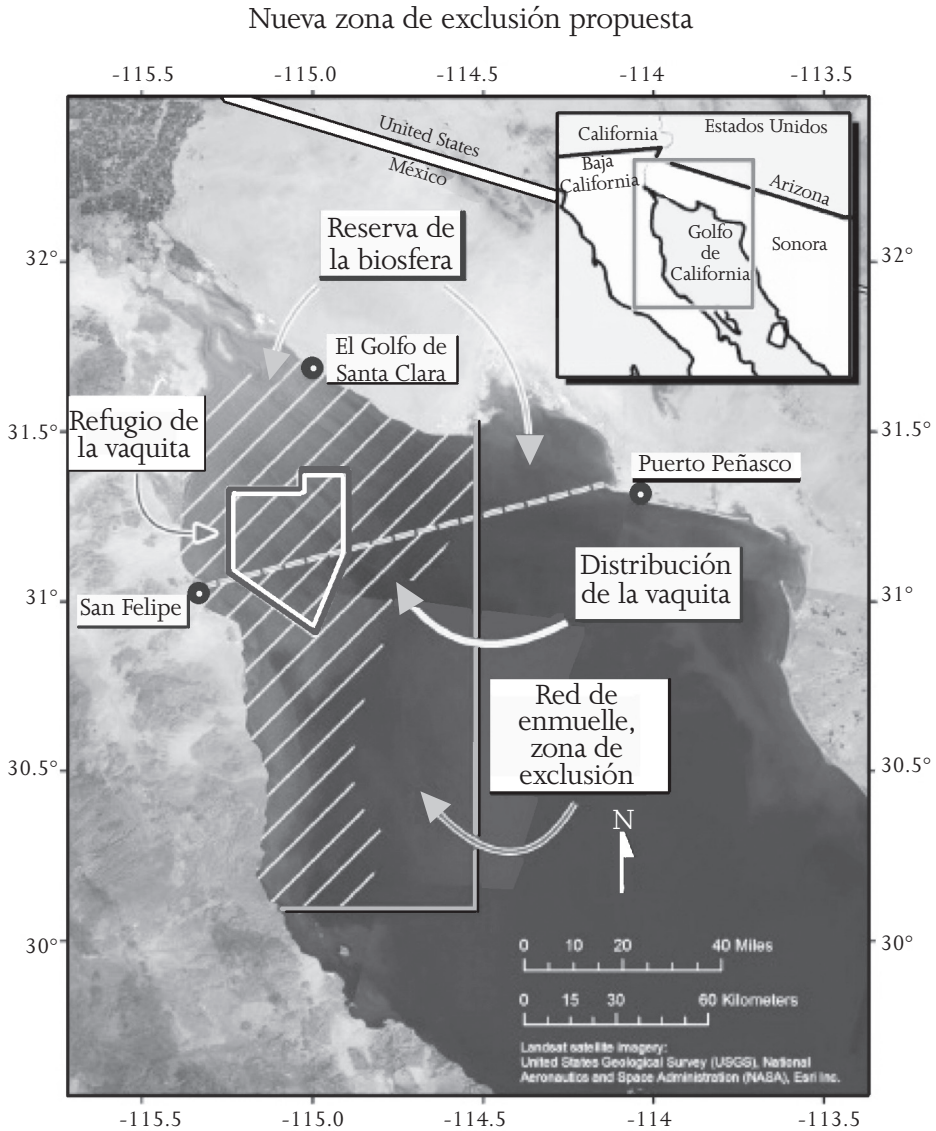 Nueva zona de exclusión propuesta
-115.5
-115.0
-114.5
-114
-113.5
United States
México
California
Estados Unidos
Baja
California
Arizona
Golfo
de
California
Sonora
Reserva de
la biosfera
32°
32°
El Golfo de
Santa Clara
Refugio de
la vaquita
31.5°
31.5°
Puerto Peñasco
Distribución
de la vaquita
San Felipe
31°
31°
Red de
enmuelle,
zona de
exclusión
30.5°
30.5°
N
30°
30°
0 10 20 40 Miles
0 15 30 60 Kilometers
Landsat satellite imagery:
United States Geological Survey (USGS), National
Aeronautics and Space Administration (NASA), Esri Inc.
-115.5
-115.0
-114.5
-114
-113.5